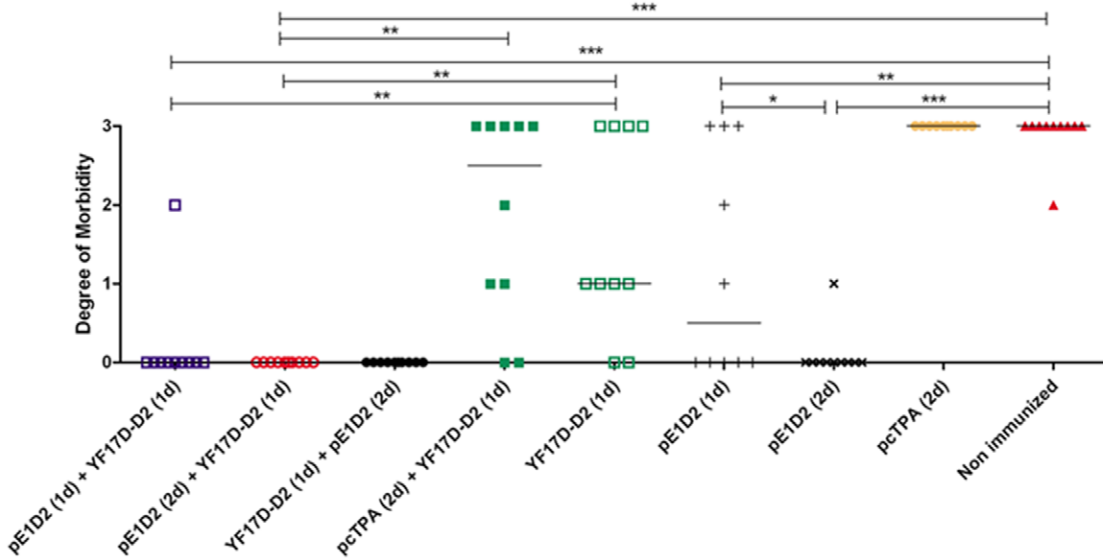 ***
**
***
**
**
**
*
***
3
2
1
0
Degree of Morbidity
pE1D2 (1d) + YF17D-D2 (1d)
pE1D2 (2d) + YF17D-D2 (1d)
YF17D-D2 (1d) + pE1D2 (2d)
pcTPA (2d) + YF17D-D2 (1d)
YF17D-D2 (1d)
pE1D2 (1d)
pE1D2 (2d)
pcTPA (2d)
Non immunized